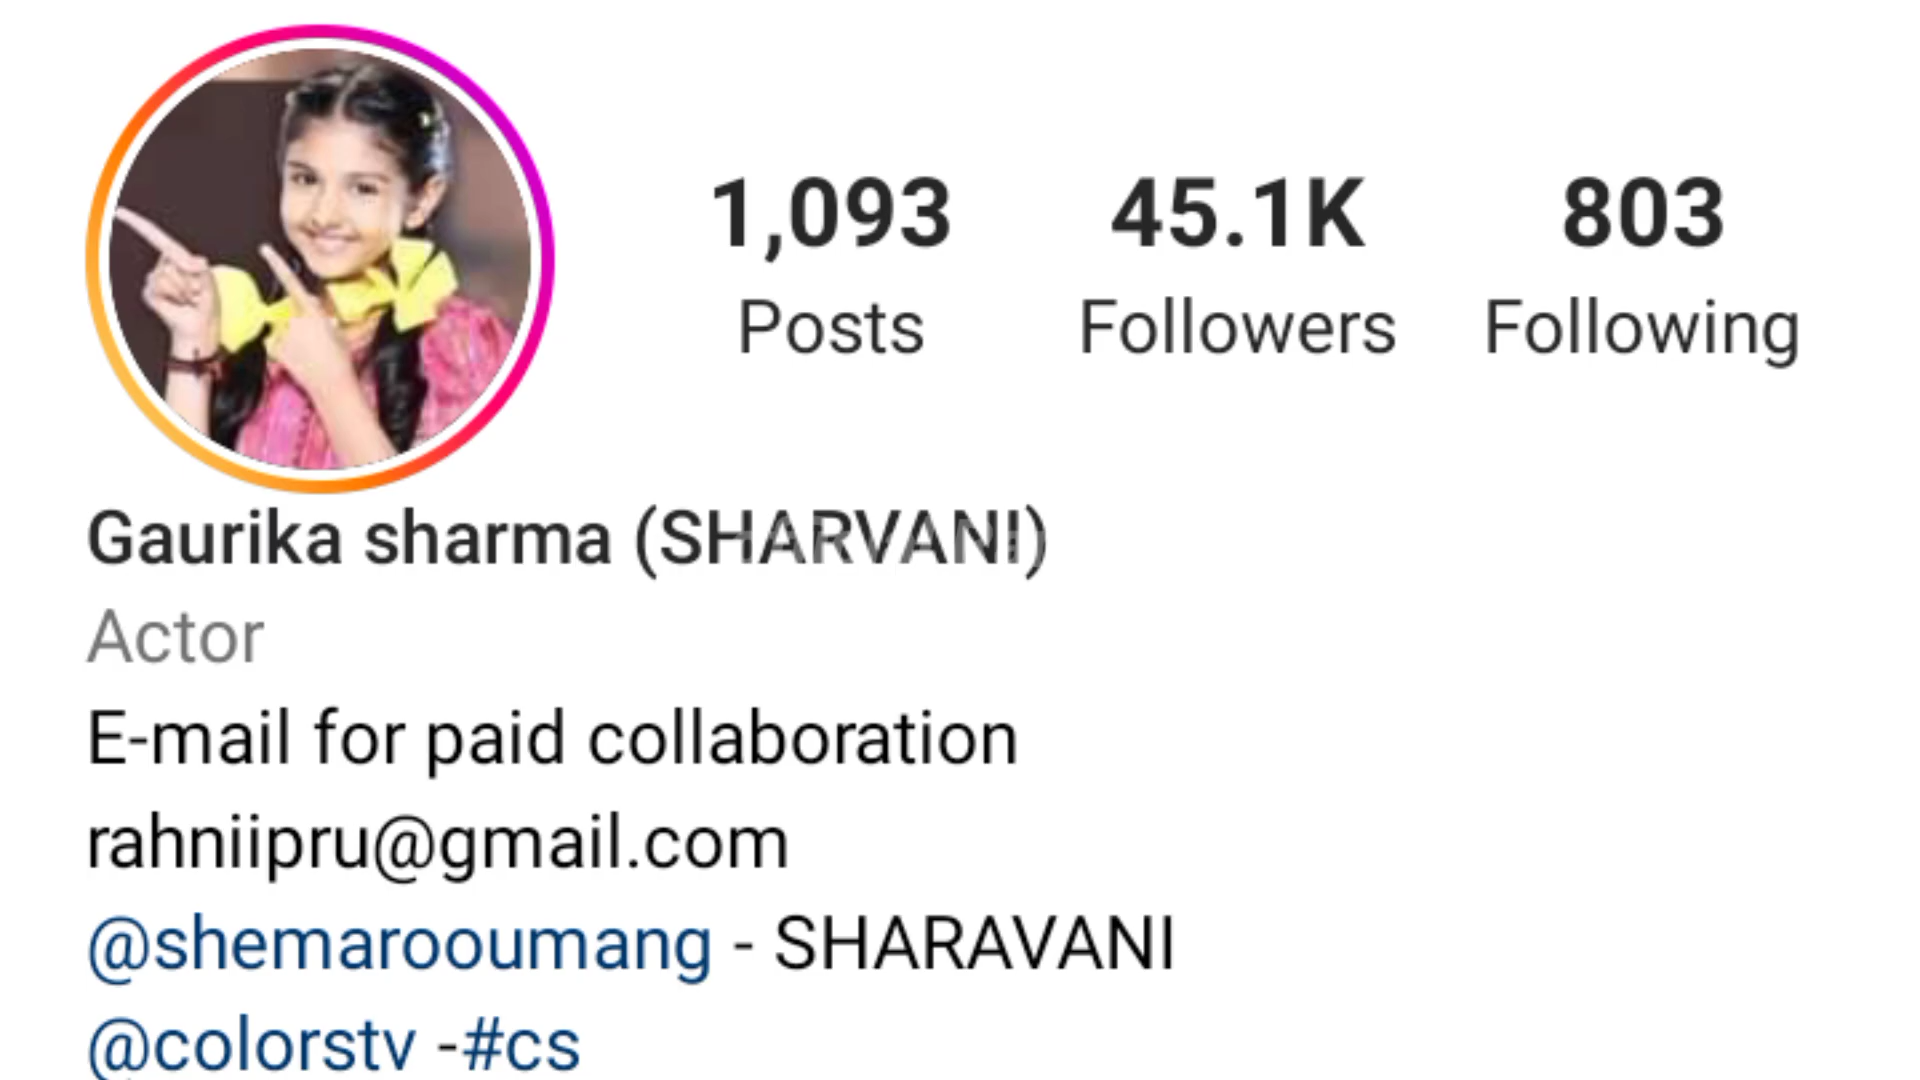 1,093 45.1K 803
Posts Followers Following
Gaurika sharma (SHARVANI)
Actor
E-mail for paid collaboration
rahniipru@gmail.com
@shemarooumang - SHARAVANI
@colorstv -#cs